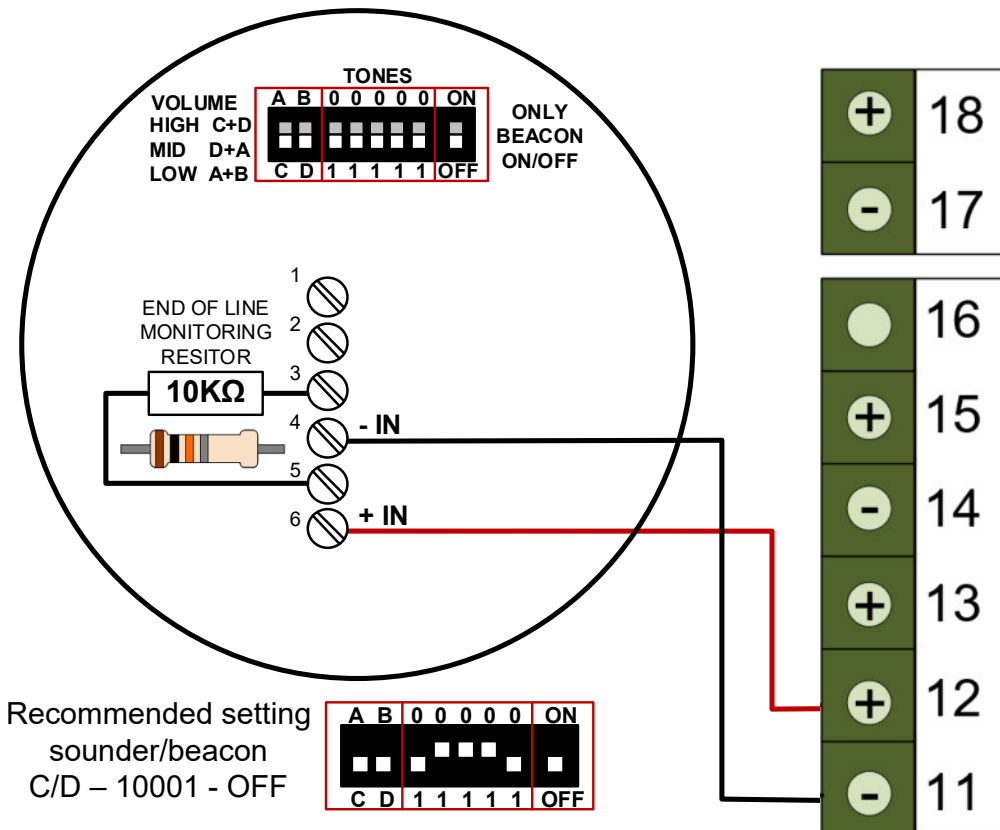 TONES
VOLUME
HIGH C+D
MID D+A
LOW A+B
A B 0 0 0 0 0 ON
C D 1 1 1 1 1 OFF
ONLY
BEACON
ON/OFF
1
2
3
4
5
6
END OF LINE
MONITORING
RESITOR
10KΩ
- IN
+ IN
+ 18
- 17
16
+ 15
- 14
+ 13
+ 12
- 11
Recommended setting
sounder/beacon
C/D – 10001 - OFF
A B 0 0 0 0 0 ON
C D 1 1 1 1 1 OFF